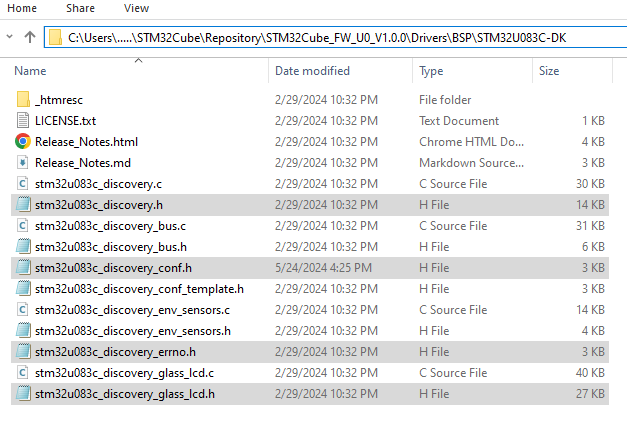 Home Share View
C:\Users\.....\STM32Cube\Repository\STM32Cube_FW_U0_V1.0.0\Drivers\BSP\STM32U083C-DK
Name Date modified Type Size
_htmresc 2/29/2024 10:32 PM File folder
LICENSE.txt 2/29/2024 10:32 PM Text Document 1 KB
Release_Notes.html 2/29/2024 10:32 PM Chrome HTML Do... 4 KB
Release_Notes.md 2/29/2024 10:32 PM Markdown Source... 3 KB
stm32u083c_discovery.c 2/29/2024 10:32 PM C Source File 30 KB
stm32u083c_discovery.h 2/29/2024 10:32 PM H File 14 KB
stm32u083c_discovery_bus.c 2/29/2024 10:32 PM C Source File 31 KB
stm32u083c_discovery_bus.h 2/29/2024 10:32 PM H File 6 KB
stm32u083c_discovery_conf.h 5/24/2024 4:25 PM H File 3 KB
stm32u083c_discovery_conf_template.h 2/29/2024 10:32 PM H File 3 KB
stm32u083c_discovery_env_sensors.c 2/29/2024 10:32 PM C Source File 14 KB
stm32u083c_discovery_env_sensors.h 2/29/2024 10:32 PM H File 4 KB
stm32u083c_discovery_errno.h 2/29/2024 10:32 PM H File 3 KB
stm32u083c_discovery_glass_lcd.c 2/29/2024 10:32 PM C Source File 40 KB
stm32u083c_discovery_glass_lcd.h 2/29/2024 10:32 PM H File 27 KB